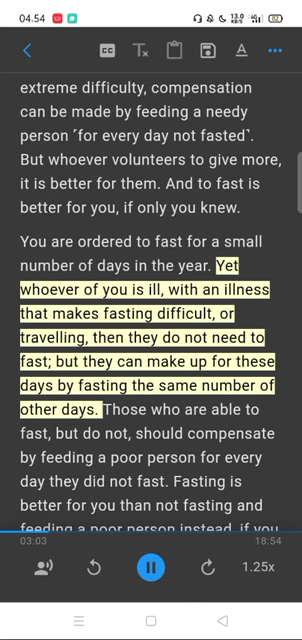 04.54
13.0
KB/s
4G
82
CC
T×
A
extreme difficulty, compensation
can be made by feeding a needy
person ˹for every day not fasted˺.
But whoever volunteers to give more,
it is better for them. And to fast is
better for you, if only you knew.
You are ordered to fast for a small
number of days in the year. Yet
whoever of you is ill, with an illness
that makes fasting difficult, or
travelling, then they do not need to
fast; but they can make up for these
days by fasting the same number of
other days. Those who are able to
fast, but do not, should compensate
by feeding a poor person for every
day they did not fast. Fasting is
better for you than not fasting and
feeding a poor person instead, if you
03:03
18:54
1.25x